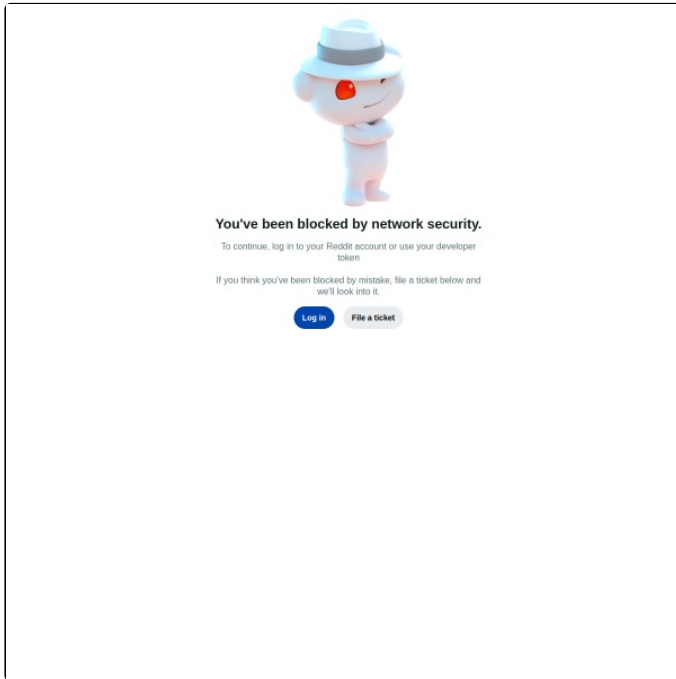 You've been blocked by network security.
To continue, log in to your Reddit account or use your developer
token
If you think you've been blocked by mistake, file a ticket below and
we'll look into it.
Log in
File a ticket